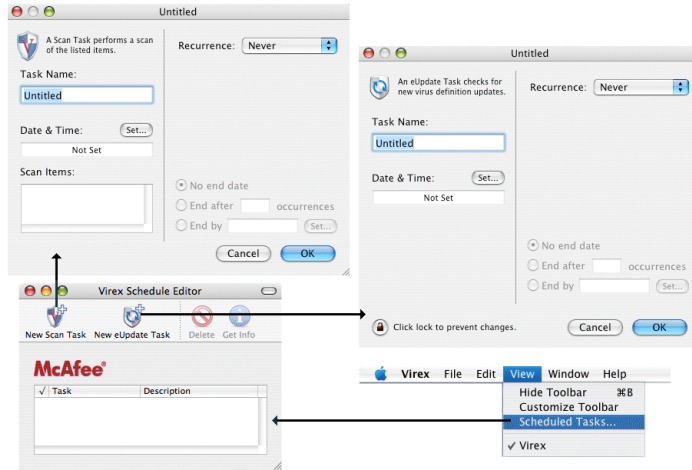 Untitled
A Scan Task performs a scan
of the listed items.
Recurrence: Never
Task Name:
Untitled
Date & Time: Set...
Not Set
Scan Items:
No end date
End after occurrences
End by Set...
Cancel OK
Untitled
An eUpdate Task checks for
new virus definition updates.
Recurrence: Never
Task Name:
Untitled
Date & Time: Set...
Not Set
No end date
End after occurrences
End by Set...
Click lock to prevent changes. Cancel OK
Virex Schedule Editor
New Scan Task New eUpdate Task Delete Get Info
McAfee®
√ Task Description
Virex File Edit View Window Help
Hide Toolbar ⌘B
Customize Toolbar
Scheduled Tasks...
✓ Virex